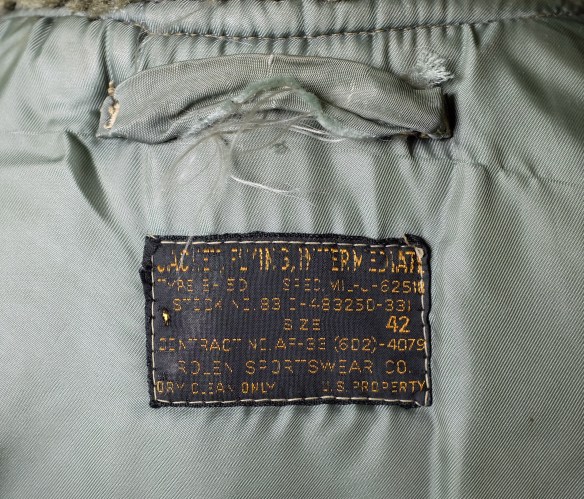 JACKET, FLYING, INTERMEDIATE
TYPE B-15D SPEC. MIL-J-6251B
STOCK NO. 8300-483250-331
SIZE 42
CONTRACT NO. AF-33 (602)-4079
ROLEN SPORTSWEAR CO.
DRY CLEAN ONLY U.S. PROPERTY